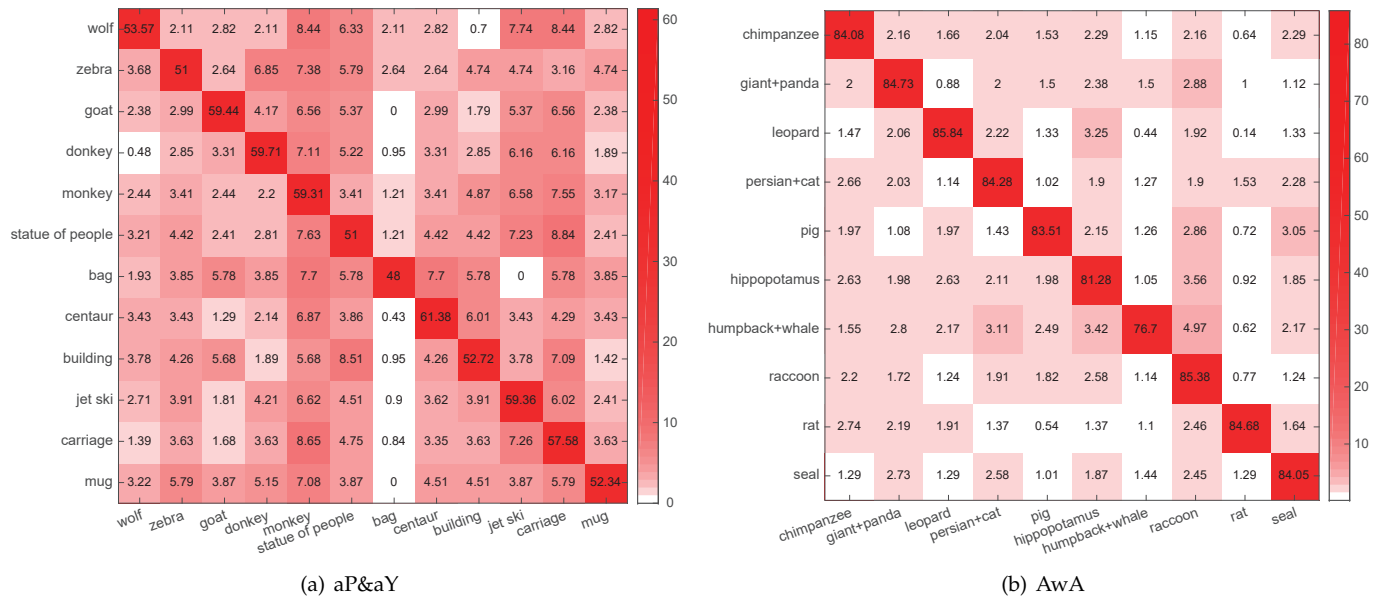 wolf 53.57 2.11 2.82 2.11 8.44 6.33 2.11 2.82 0.7 7.74 8.44 2.82
zebra 3.68 51 2.64 6.85 7.38 5.79 2.64 2.64 4.74 4.74 3.16 4.74
goat 2.38 2.99 59.44 4.17 6.56 5.37 0 2.99 1.79 5.37 6.56 2.38
donkey 0.48 2.85 3.31 59.71 7.11 5.22 0.95 3.31 2.85 6.16 6.16 1.89
monkey 2.44 3.41 2.44 2.2 59.31 3.41 1.21 3.41 4.87 6.58 7.55 3.17
statue of people 3.21 4.42 2.41 2.81 7.63 51 1.21 4.42 4.42 7.23 8.84 2.41
bag 1.93 3.85 5.78 3.85 7.7 5.78 48 7.7 5.78 0 5.78 3.85
centaur 3.43 3.43 1.29 2.14 6.87 3.86 0.43 61.38 6.01 3.43 4.29 3.43
building 3.78 4.26 5.68 1.89 5.68 8.51 0.95 4.26 52.72 3.78 7.09 1.42
jet ski 2.71 3.91 1.81 4.21 6.62 4.51 0.9 3.62 3.91 59.36 6.02 2.41
carriage 1.39 3.63 1.68 3.63 8.65 4.75 0.84 3.35 3.63 7.26 57.58 3.63
mug 3.22 5.79 3.87 5.15 7.08 3.87 0 4.51 4.51 3.87 5.79 52.34
wolf zebra goat donkey monkey statue of people bag centaur building jet ski carriage mug
60
50
40
30
20
10
0
(a) aP&aY
chimpanzee 84.08 2.16 1.66 2.04 1.53 2.29 1.15 2.16 0.64 2.29
giant+panda 2 84.73 0.88 2 1.5 2.38 1.5 2.88 1 1.12
leopard 1.47 2.06 85.84 2.22 1.33 3.25 0.44 1.92 0.14 1.33
persian+cat 2.66 2.03 1.14 84.28 1.02 1.9 1.27 1.9 1.53 2.28
pig 1.97 1.08 1.97 1.43 83.51 2.15 1.26 2.86 0.72 3.05
hippopotamus 2.63 1.98 2.63 2.11 1.98 81.28 1.05 3.56 0.92 1.85
humpback+whale 1.55 2.8 2.17 3.11 2.49 3.42 76.7 4.97 0.62 2.17
raccoon 2.2 1.72 1.24 1.91 1.82 2.58 1.14 85.38 0.77 1.24
rat 2.74 2.19 1.91 1.37 0.54 1.37 1.1 2.46 84.68 1.64
seal 1.29 2.73 1.29 2.58 1.01 1.87 1.44 2.45 1.29 84.05
chimpanzee giant+panda leopard persian+cat pig hippopotamus humpback+whale raccoon rat seal
80
70
60
50
40
30
20
10
(b) AwA